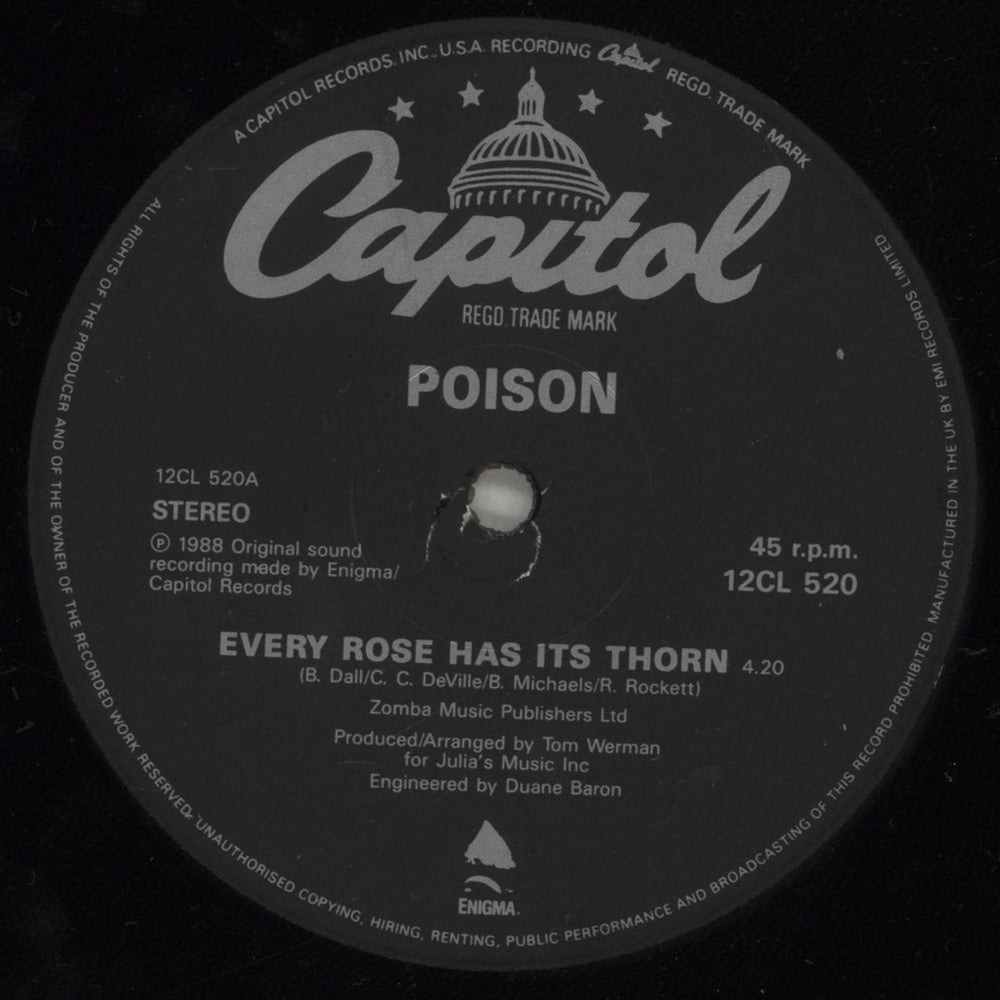 A CAPITOL RECORDS, INC., U.S.A. RECORDING Capitol REGD. TRADE MARK
Capitol
REGD. TRADE MARK
POISON
12CL 520A
STEREO
Ⓟ 1988 Original sound
recording made by Enigma/
Capitol Records
45 r.p.m.
12CL 520
EVERY ROSE HAS ITS THORN 4.20
(B. Dall/C. C. DeVille/B. Michaels/R. Rockett)
Zomba Music Publishers Ltd
Produced/Arranged by Tom Werman
for Julia's Music Inc
Engineered by Duane Baron
ENIGMA.
ALL RIGHTS OF THE PRODUCER AND OF THE OWNER OF THE RECORDED WORK RESERVED. UNAUTHORISED COPYING, HIRING, RENTING, PUBLIC PERFORMANCE AND BROADCASTING OF THIS RECORD PROHIBITED. MANUFACTURED IN THE UK BY EMI RECORDS LIMITED